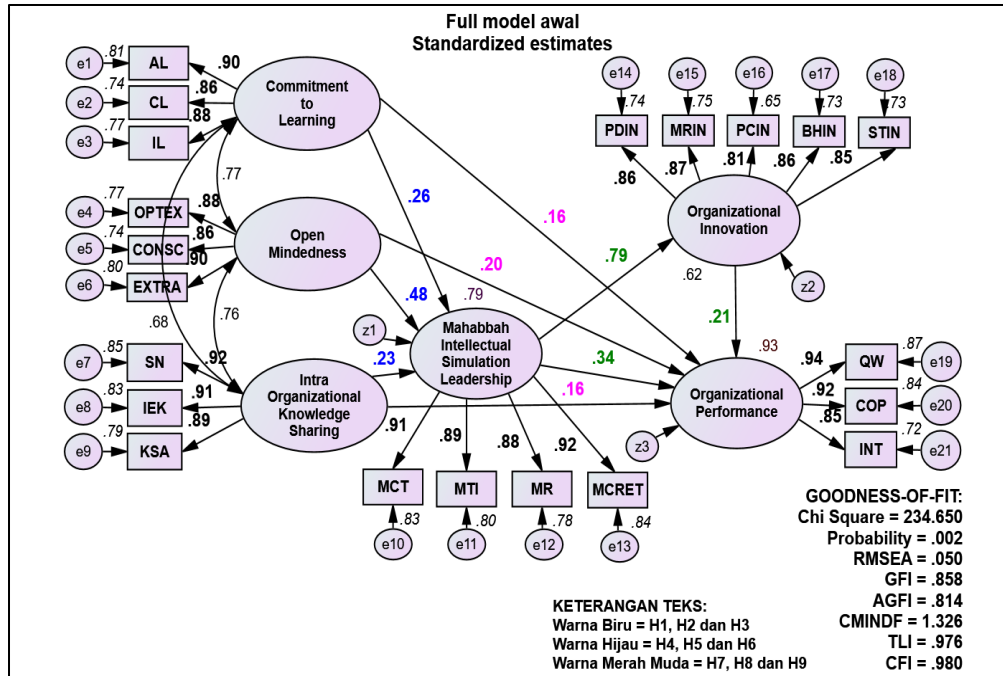 Full model awal
Standardized estimates
e1
.81
AL
.90
e2
.74
CL
.86
e3
.77
IL
.88
Commitment
to
Learning
.77
e4
.77
OPTEX
.88
e5
.74
CONSC
.86
e6
.80
EXTRA
.90
Open
Mindedness
.68
.76
e7
.85
SN
.92
e8
.83
IEK
.91
e9
.79
KSA
.89
Intra
Organizational
Knowledge
Sharing
.26
.48
.23
.16
.20
.16
z1
.79
Mahabbah
Intellectual
Simulation
Leadership
.91
.89
.88
.92
MCT
MTI
MR
MCRET
.83
.80
.78
.84
e10
e11
e12
e13
.79
.34
e14
e15
e16
e17
e18
.74
.75
.65
.73
.73
PDIN
MRIN
PCIN
BHIN
STIN
.86
.87
.81
.86
.85
Organizational
Innovation
.62
z2
.21
.93
Organizational
Performance
z3
.94
QW
.87
e19
.92
COP
.84
e20
.85
INT
.72
e21
GOODNESS-OF-FIT:
Chi Square = 234.650
Probability = .002
RMSEA = .050
GFI = .858
AGFI = .814
CMINDF = 1.326
TLI = .976
CFI = .980
KETERANGAN TEKS:
Warna Biru = H1, H2 dan H3
Warna Hijau = H4, H5 dan H6
Warna Merah Muda = H7, H8 dan H9